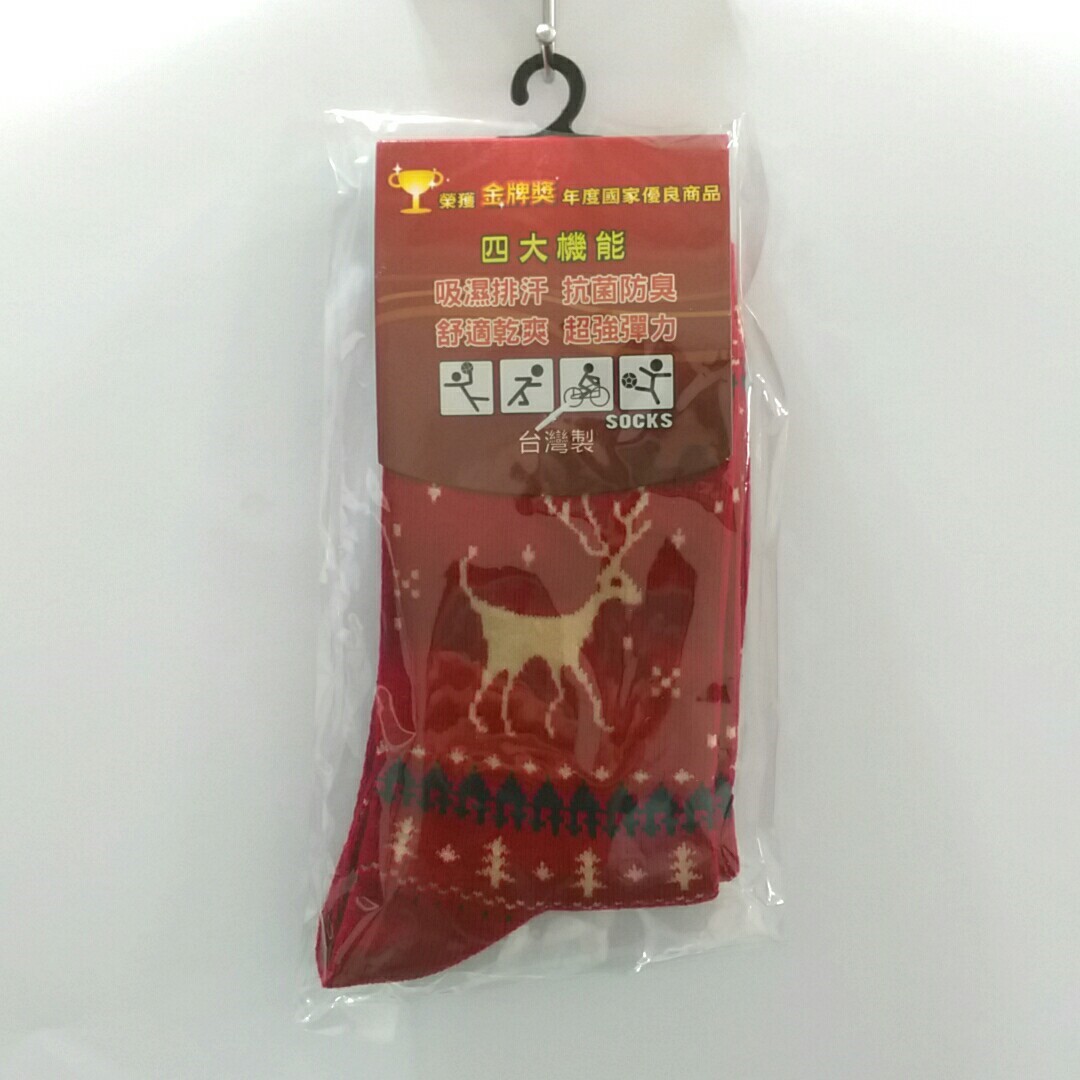 榮獲 金牌獎 年度國家優良商品
四大機能
吸濕排汗 抗菌防臭
舒適乾爽 超強彈力
SOCKS
台灣製